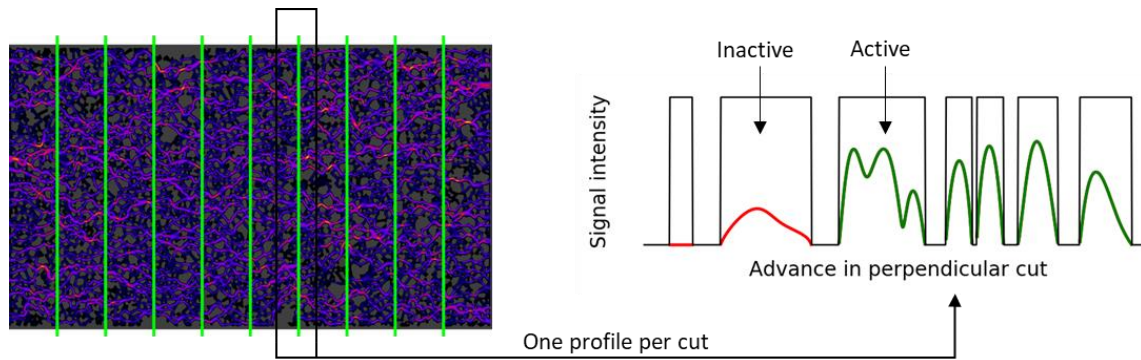 Inactive
Active
Signal intensity
Advance in perpendicular cut
One profile per cut